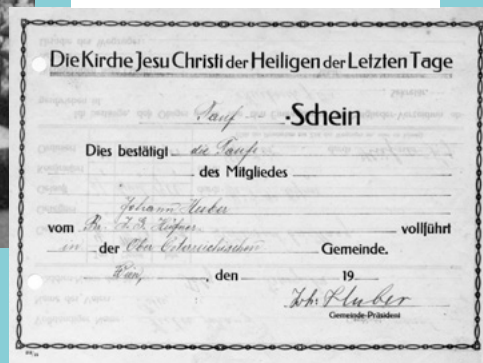 Die Kirche Jesu Christi der Heiligen der Letzten Tage
Tauf -Schein
Dies bestätigt die Taufe
des Mitgliedes
Johann Huber
vom Br. vollführt
in der Ober Österreichischen Gemeinde.
den 19
Joh. Huber
Gemeinde-Präsident